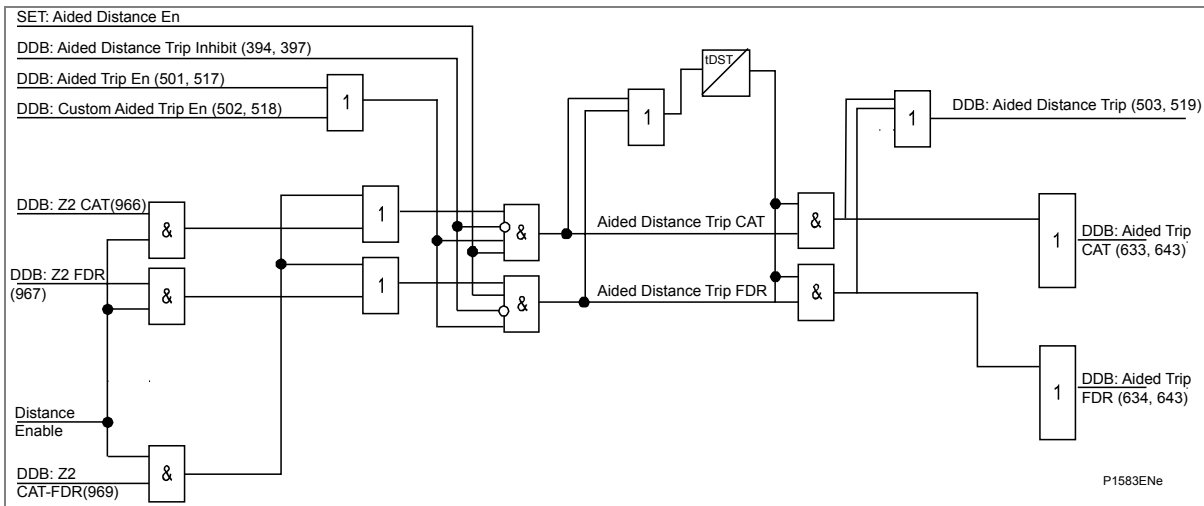 SET: Aided Distance En
DDB: Aided Distance Trip Inhibit (394, 397)
DDB: Aided Trip En (501, 517)
DDB: Custom Aided Trip En (502, 518)
1
tDST
1
1
DDB: Aided Distance Trip (503, 519)
DDB: Z2 CAT(966)
&
1
&
Aided Distance Trip CAT
&
1
DDB: Aided Trip
CAT (633, 643)
DDB: Z2 FDR
(967)
&
1
&
Aided Distance Trip FDR
&
1
DDB: Aided Trip
FDR (634, 643)
Distance
Enable
&
DDB: Z2
CAT-FDR(969)
P1583ENe